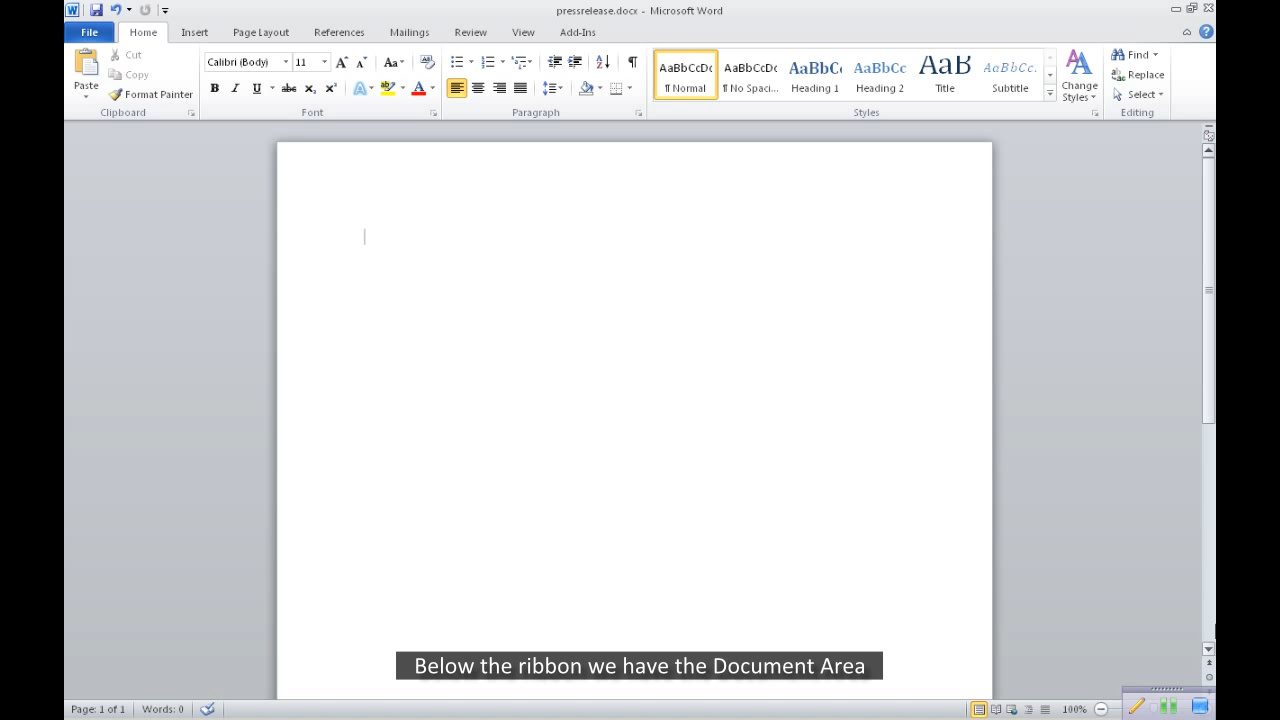 pressrelease.docx - Microsoft Word
File Home Insert Page Layout References Mailings Review View Add-Ins
Cut
Copy
Paste
Format Painter
Clipboard
Calibri (Body) 11
Font
Paragraph
AaBbCcDc AaBbCcDc AaBbC AaBbCc AaB AaBbCc.
¶ Normal ¶ No Spaci... Heading 1 Heading 2 Title Subtitle
Change
Styles
Styles
Find
Replace
Select
Editing
Below the ribbon we have the Document Area
Page: 1 of 1 Words: 0 100%